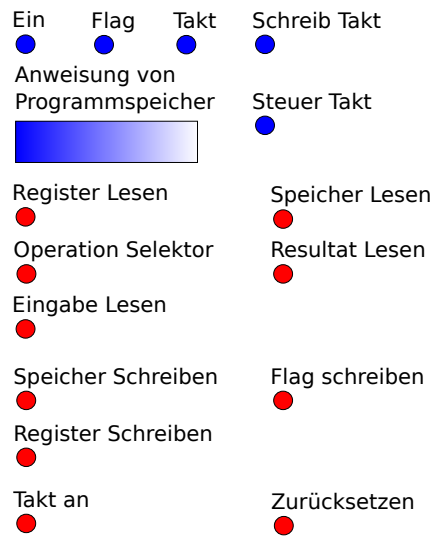 Ein Flag Takt Schreib Takt
Anweisung von
Programmspeicher Steuer Takt
Register Lesen Speicher Lesen
Operation Selektor Resultat Lesen
Eingabe Lesen
Speicher Schreiben Flag schreiben
Register Schreiben
Takt an Zurücksetzen